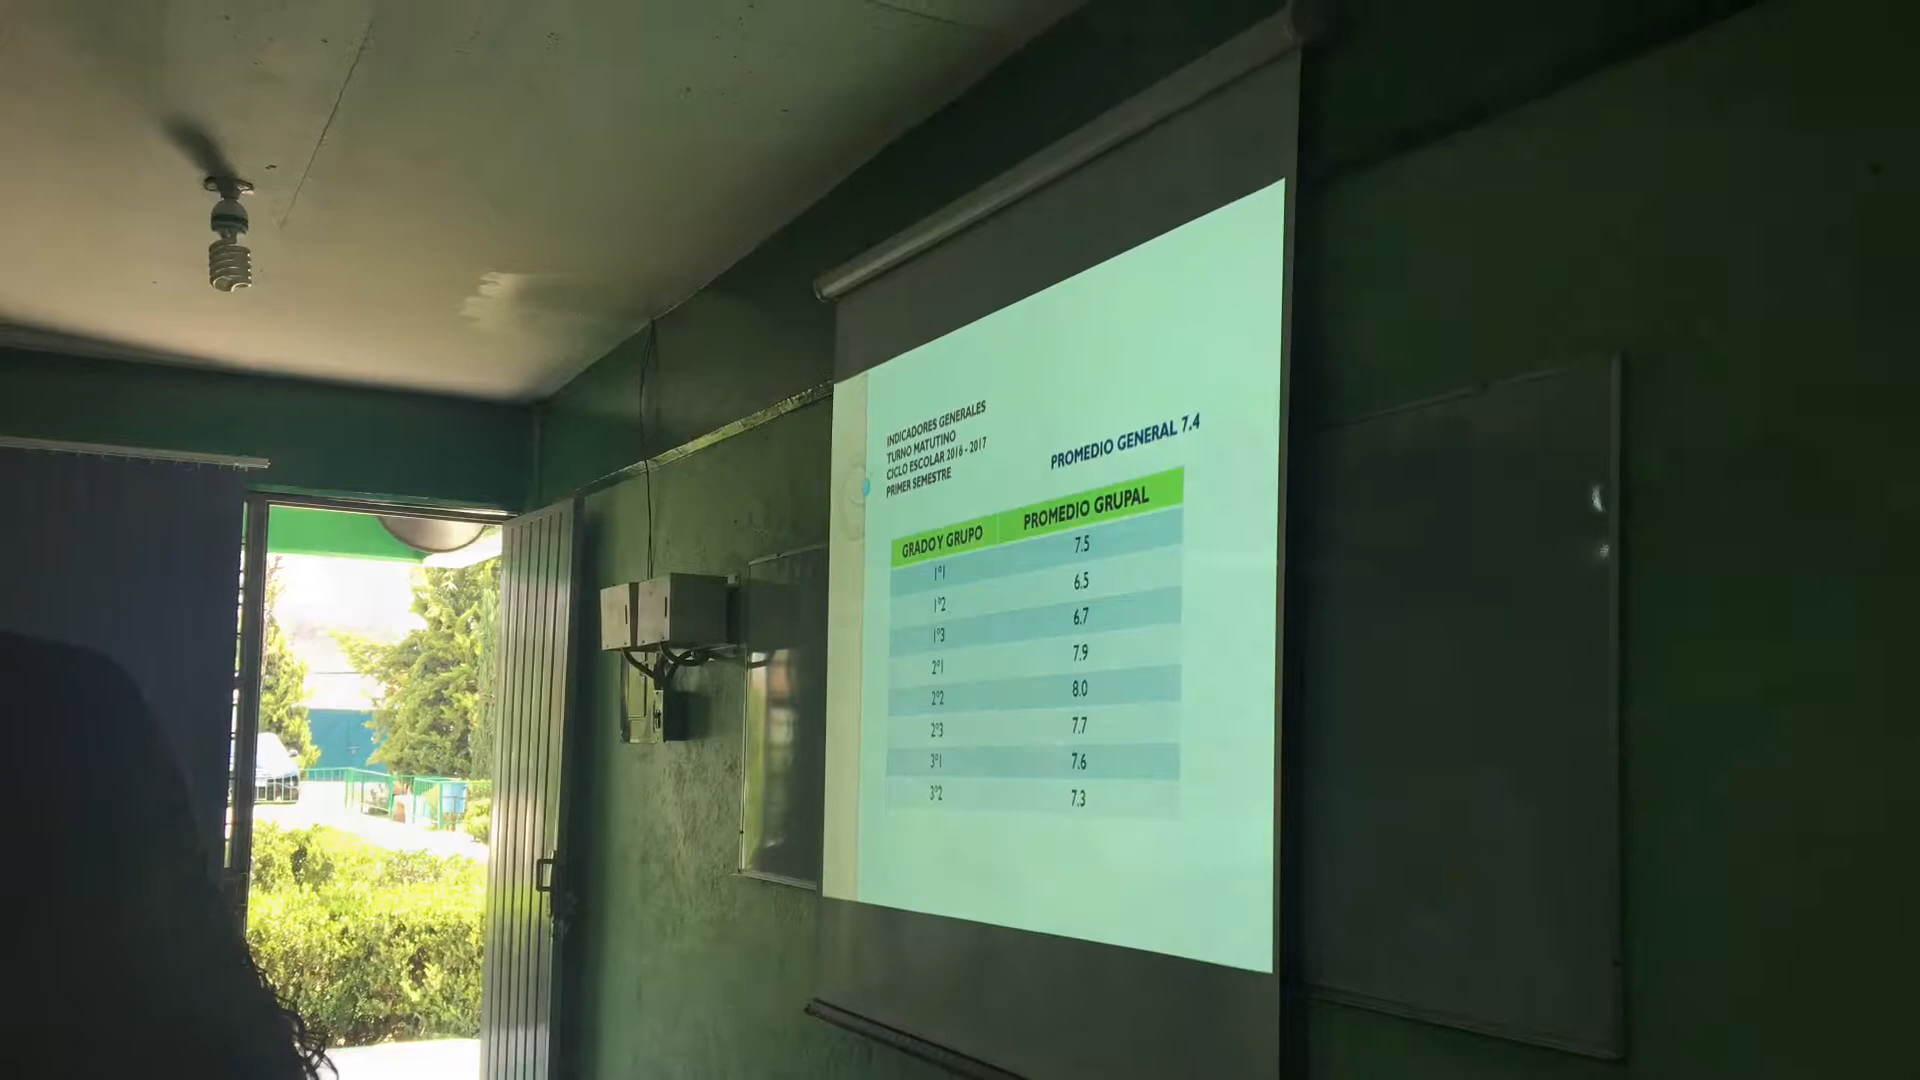 INDICADORES GENERALES
TURNO MATUTINO
CICLO ESCOLAR 2016 - 2017
PRIMER SEMESTRE
PROMEDIO GENERAL 7.4
GRADO Y GRUPO PROMEDIO GRUPAL
1°1 7.5
1°2 6.5
1°3 6.7
2°1 7.9
2°2 8.0
2°3 7.7
3°1 7.6
3°2 7.3